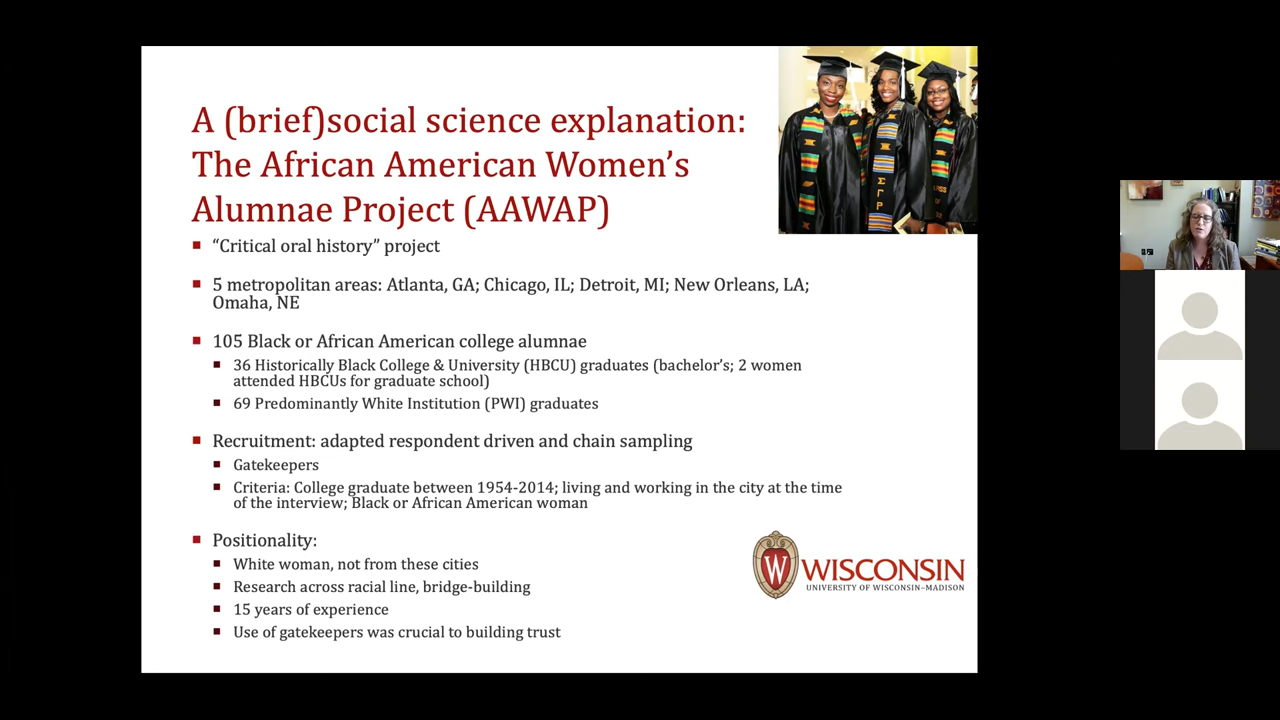 A (brief)social science explanation:
The African American Women's
Alumnae Project (AAWAP)
"Critical oral history" project
5 metropolitan areas: Atlanta, GA; Chicago, IL; Detroit, MI; New Orleans, LA;
Omaha, NE
105 Black or African American college alumnae
36 Historically Black College & University (HBCU) graduates (bachelor's; 2 women
attended HBCUs for graduate school)
69 Predominantly White Institution (PWI) graduates
Recruitment: adapted respondent driven and chain sampling
Gatekeepers
Criteria: College graduate between 1954-2014; living and working in the city at the time
of the interview; Black or African American woman
Positionality:
White woman, not from these cities
Research across racial line, bridge-building
15 years of experience
Use of gatekeepers was crucial to building trust
ΣΓΡ
W
WISCONSIN
UNIVERSITY OF WISCONSIN–MADISON